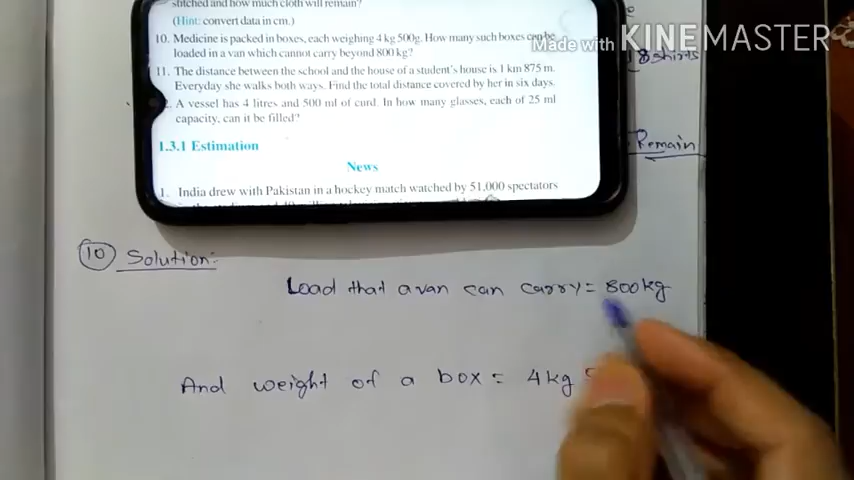 stitched and how much cloth will remain?
(Hint: convert data in cm.)
10. Medicine is packed in boxes, each weighing 4 kg 500g. How many such boxes can be
loaded in a van which cannot carry beyond 800 kg?
11. The distance between the school and the house of a student's house is 1 km 875 m.
Everyday she walks both ways. Find the total distance covered by her in six days.
2. A vessel has 4 litres and 500 ml of curd. In how many glasses, each of 25 ml
capacity, can it be filled?
1.3.1 Estimation
News
1. India drew with Pakistan in a hockey match watched by 51,000 spectators
Made with KINEMASTER
18 shirts
Remain
10 Solution:
Load that a van can carry = 800 kg
And weight of a box = 4 kg